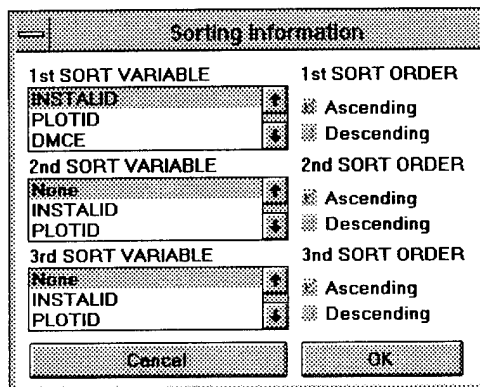 Sorting Information
1st SORT VARIABLE
1st SORT ORDER
INSTALID
PLOTID
DMCE
Ascending
Descending
2nd SORT VARIABLE
2nd SORT ORDER
None
INSTALID
PLOTID
Ascending
Descending
3rd SORT VARIABLE
3nd SORT ORDER
None
INSTALID
PLOTID
Ascending
Descending
Cancel
OK